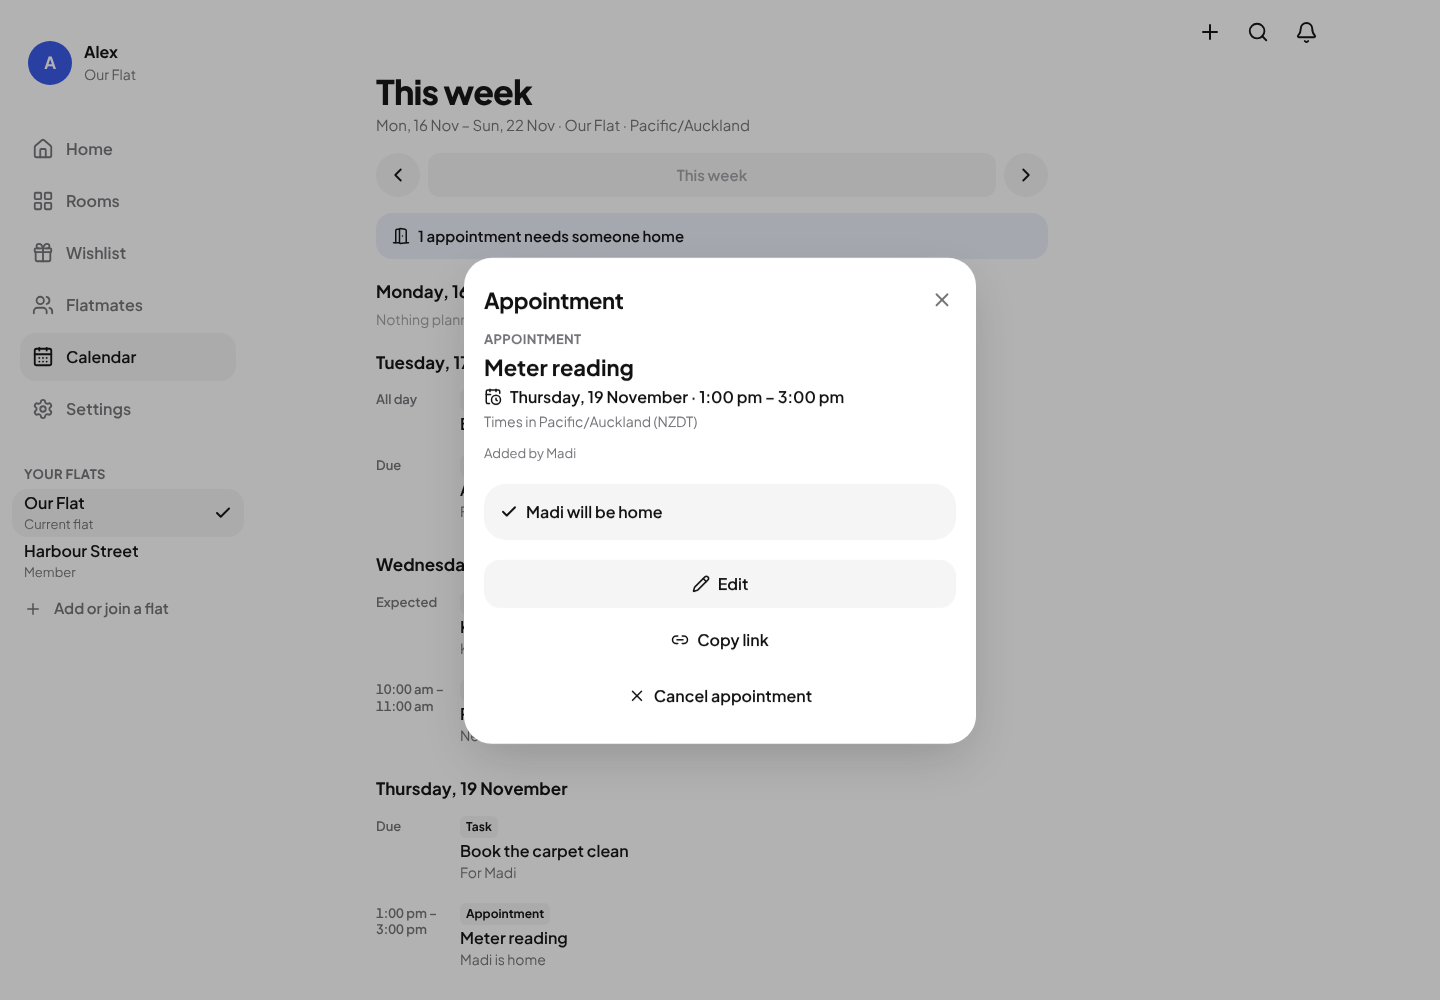 A
Alex
Our Flat
Home
Rooms
Wishlist
Flatmates
Calendar
Settings
YOUR FLATS
Our Flat
Current flat
Harbour Street
Member
Add or join a flat
This week
Mon, 16 Nov – Sun, 22 Nov · Our Flat · Pacific/Auckland
This week
1 appointment needs someone home
Monday, 16
Nothing plann
Tuesday, 17
All day
Due
Wednesda
Expected
10:00 am –
11:00 am
Ne
Appointment
APPOINTMENT
Meter reading
Thursday, 19 November · 1:00 pm – 3:00 pm
Times in Pacific/Auckland (NZDT)
Added by Madi
Madi will be home
Edit
Copy link
Cancel appointment
Thursday, 19 November
Due
Task
Book the carpet clean
For Madi
1:00 pm –
3:00 pm
Appointment
Meter reading
Madi is home